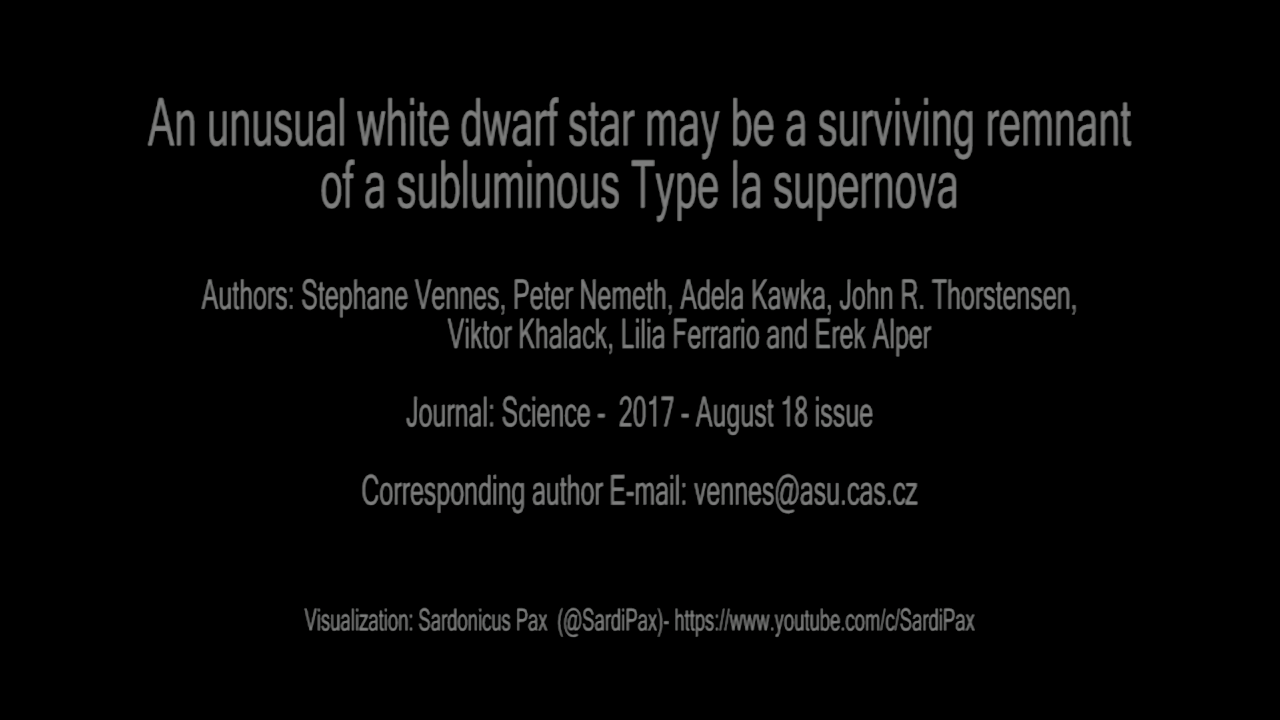 An unusual white dwarf star may be a surviving remnant
of a subluminous Type Ia supernova
Authors: Stephane Vennes, Peter Nemeth, Adela Kawka, John R. Thorstensen,
Viktor Khalack, Lilia Ferrario and Erek Alper
Journal: Science - 2017 - August 18 issue
Corresponding author E-mail: vennes@asu.cas.cz
Visualization: Sardonicus Pax (@SardiPax)- https://www.youtube.com/c/SardiPax